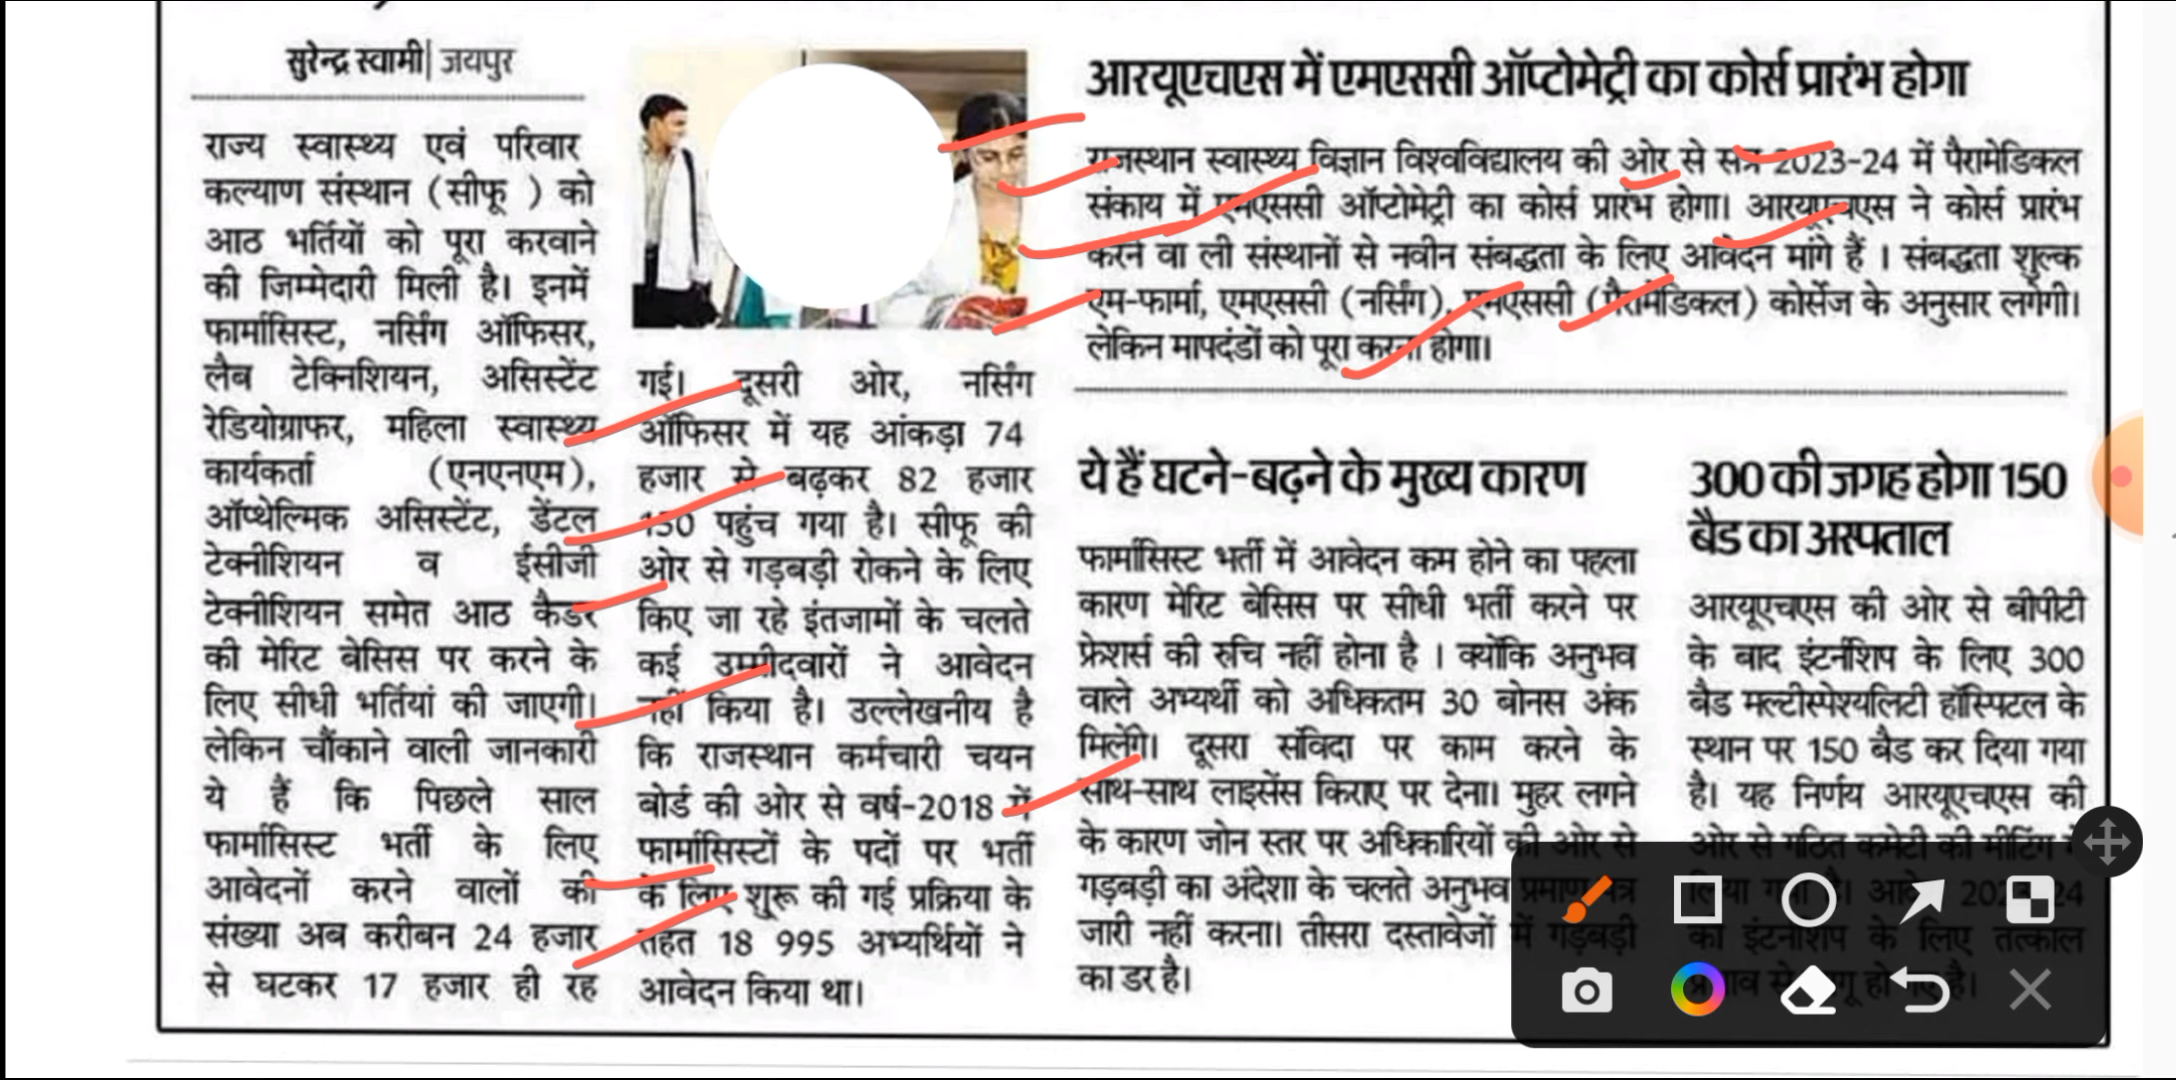 सुरेन्द्र स्वामी| जयपुर
राज्य स्वास्थ्य एवं परिवार
कल्याण संस्थान (सीफू ) को
आठ भर्तियों को पूरा करवाने
की जिम्मेदारी मिली है। इनमें
फार्मासिस्ट, नर्सिंग ऑफिसर,
लैब टेक्निशियन, असिस्टेंट
रेडियोग्राफर, महिला स्वास्थ्य
कार्यकर्ता (एनएनएम),
ऑप्थेल्मिक असिस्टेंट, डेंटल
टेक्नीशियन व ईसीजी
टेक्नीशियन समेत आठ कैडर
की मेरिट बेसिस पर करने के
लिए सीधी भर्तियां की जाएगी।
लेकिन चौंकाने वाली जानकारी
ये हैं कि पिछले साल
फार्मासिस्ट भर्ती के लिए
आवेदनों करने वालों की
संख्या अब करीबन 24 हजार
से घटकर 17 हजार ही रह
गई। दूसरी ओर, नर्सिंग
ऑफिसर में यह आंकड़ा 74
हजार से बढ़कर 82 हजार
150 पहुंच गया है। सीफू की
ओर से गड़बड़ी रोकने के लिए
किए जा रहे इंतजामों के चलते
कई उम्मीदवारों ने आवेदन
नहीं किया है। उल्लेखनीय है
कि राजस्थान कर्मचारी चयन
बोर्ड की ओर से वर्ष-2018 में
फार्मासिस्टों के पदों पर भर्ती
के लिए शुरू की गई प्रक्रिया के
तहत 18 995 अभ्यर्थियों ने
आवेदन किया था।
आरयूएचएस में एमएससी ऑप्टोमेट्री का कोर्स प्रारंभ होगा
राजस्थान स्वास्थ्य विज्ञान विश्वविद्यालय की ओर से सत्र 2023-24 में पैरामेडिकल
संकाय में एमएससी ऑप्टोमेट्री का कोर्स प्रारंभ होगा। आरयूएचएस ने कोर्स प्रारंभ
करने वा ली संस्थानों से नवीन संबद्धता के लिए आवेदन मांगे हैं । संबद्धता शुल्क
एम-फार्मा, एमएससी (नर्सिंग), एमएससी (पैरामेडिकल) कोर्सेज के अनुसार लगेगी।
लेकिन मापदंडों को पूरा करना होगा।
ये हैं घटने-बढ़ने के मुख्य कारण
फार्मासिस्ट भर्ती में आवेदन कम होने का पहला
कारण मेरिट बेसिस पर सीधी भर्ती करने पर
फ्रेशर्स की रुचि नहीं होना है । क्योंकि अनुभव
वाले अभ्यर्थी को अधिकतम 30 बोनस अंक
मिलेंगे। दूसरा संविदा पर काम करने के
साथ-साथ लाइसेंस किराए पर देना। मुहर लगने
के कारण जोन स्तर पर अधिकारियों की ओर से
गड़बड़ी का अंदेशा के चलते अनुभव प्रमाण पत्र
जारी नहीं करना। तीसरा दस्तावेजों में गड़बड़ी
का डर है।
300 की जगह होगा 150
बैड का अस्पताल
आरयूएचएस की ओर से बीपीटी
के बाद इंटर्नशिप के लिए 300
बैड मल्टीस्पेश्यलिटी हॉस्पिटल के
स्थान पर 150 बैड कर दिया गया
है। यह निर्णय आरयूएचएस की
ओर से गठित कमेटी की मीटिंग
लिया गया है। 24
का इंटर्नशिप के लिए तत्काल